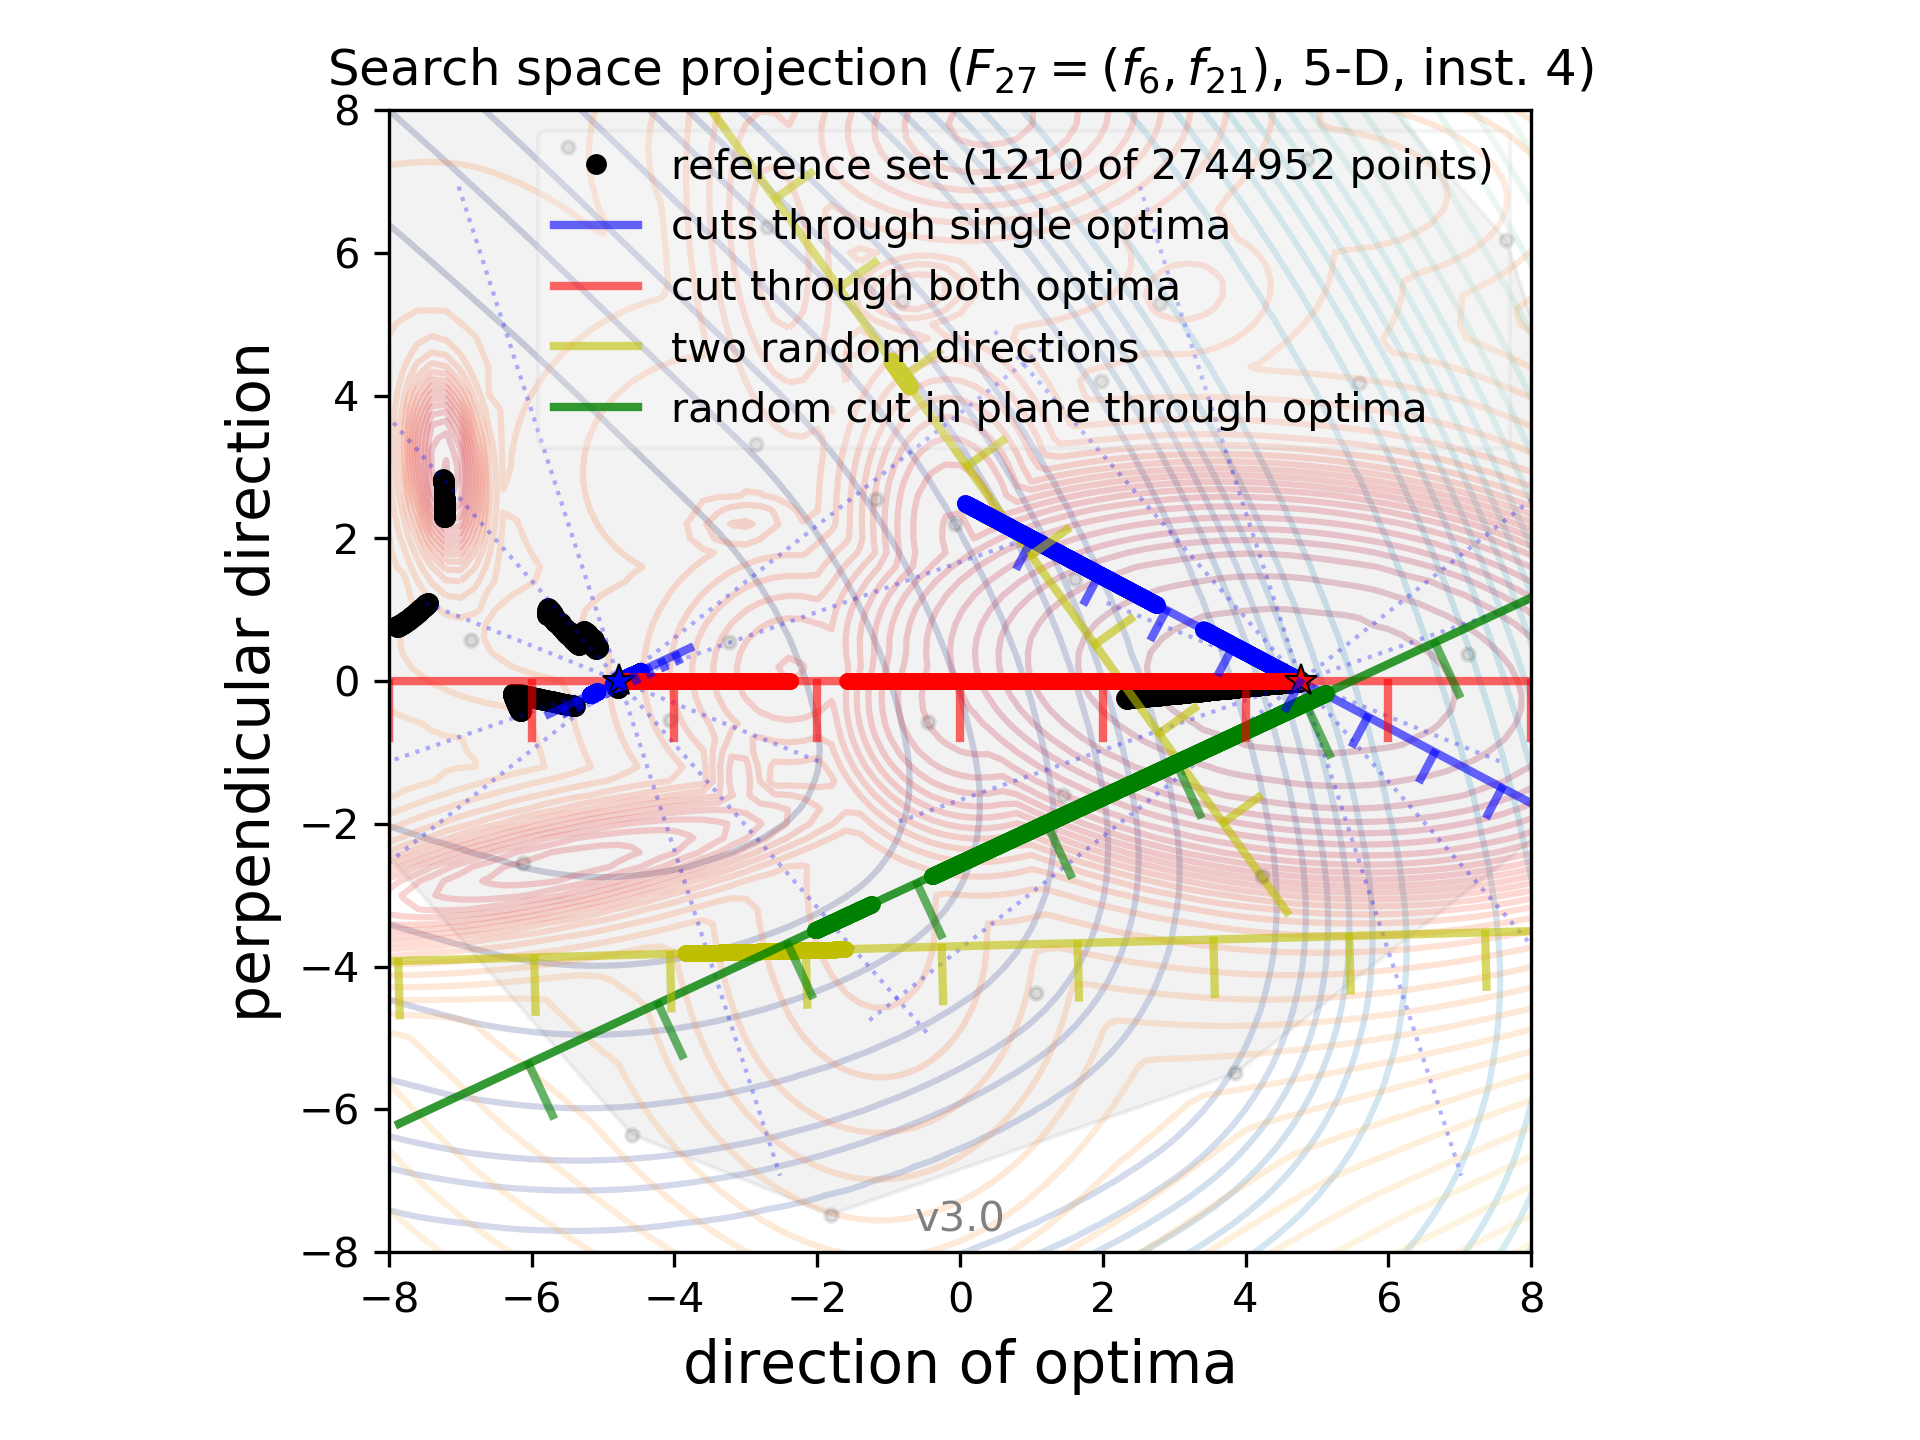 Search space projection (F₂₇ = (f₆, f₂₁), 5-D, inst. 4)
reference set (1210 of 2744952 points)
cuts through single optima
cut through both optima
two random directions
random cut in plane through optima
perpendicular direction
8
6
4
2
0
−2
−4
−6
−8
v3.0
−8 −6 −4 −2 0 2 4 6 8
direction of optima